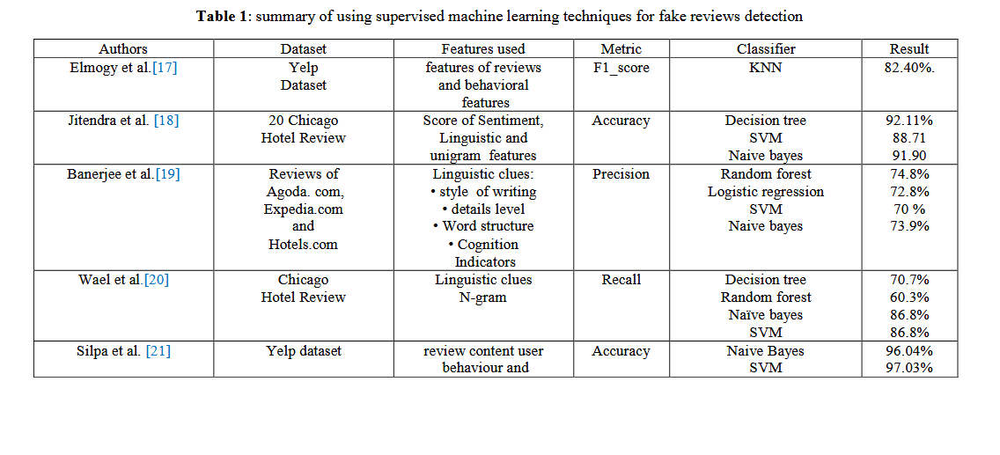 Table 1: summary of using supervised machine learning techniques for fake reviews detection
Authors Dataset Features used Metric Classifier Result
Elmogy et al.[17] Yelp features of reviews F1_score KNN 82.40%.
Dataset and behavioral
features
Jitendra et al. [18] 20 Chicago Score of Sentiment, Accuracy Decision tree 92.11%
Hotel Review Linguistic and SVM 88.71
unigram features Naive bayes 91.90
Banerjee et al.[19] Reviews of Linguistic clues: Precision Random forest 74.8%
Agoda. com, • style of writing Logistic regression 72.8%
Expedia.com • details level SVM 70 %
and • Word structure Naive bayes 73.9%
Hotels.com • Cognition
Indicators
Wael et al.[20] Chicago Linguistic clues Recall Decision tree 70.7%
Hotel Review N-gram Random forest 60.3%
Naïve bayes 86.8%
SVM 86.8%
Silpa et al. [21] Yelp dataset review content user Accuracy Naive Bayes 96.04%
behaviour and SVM 97.03%